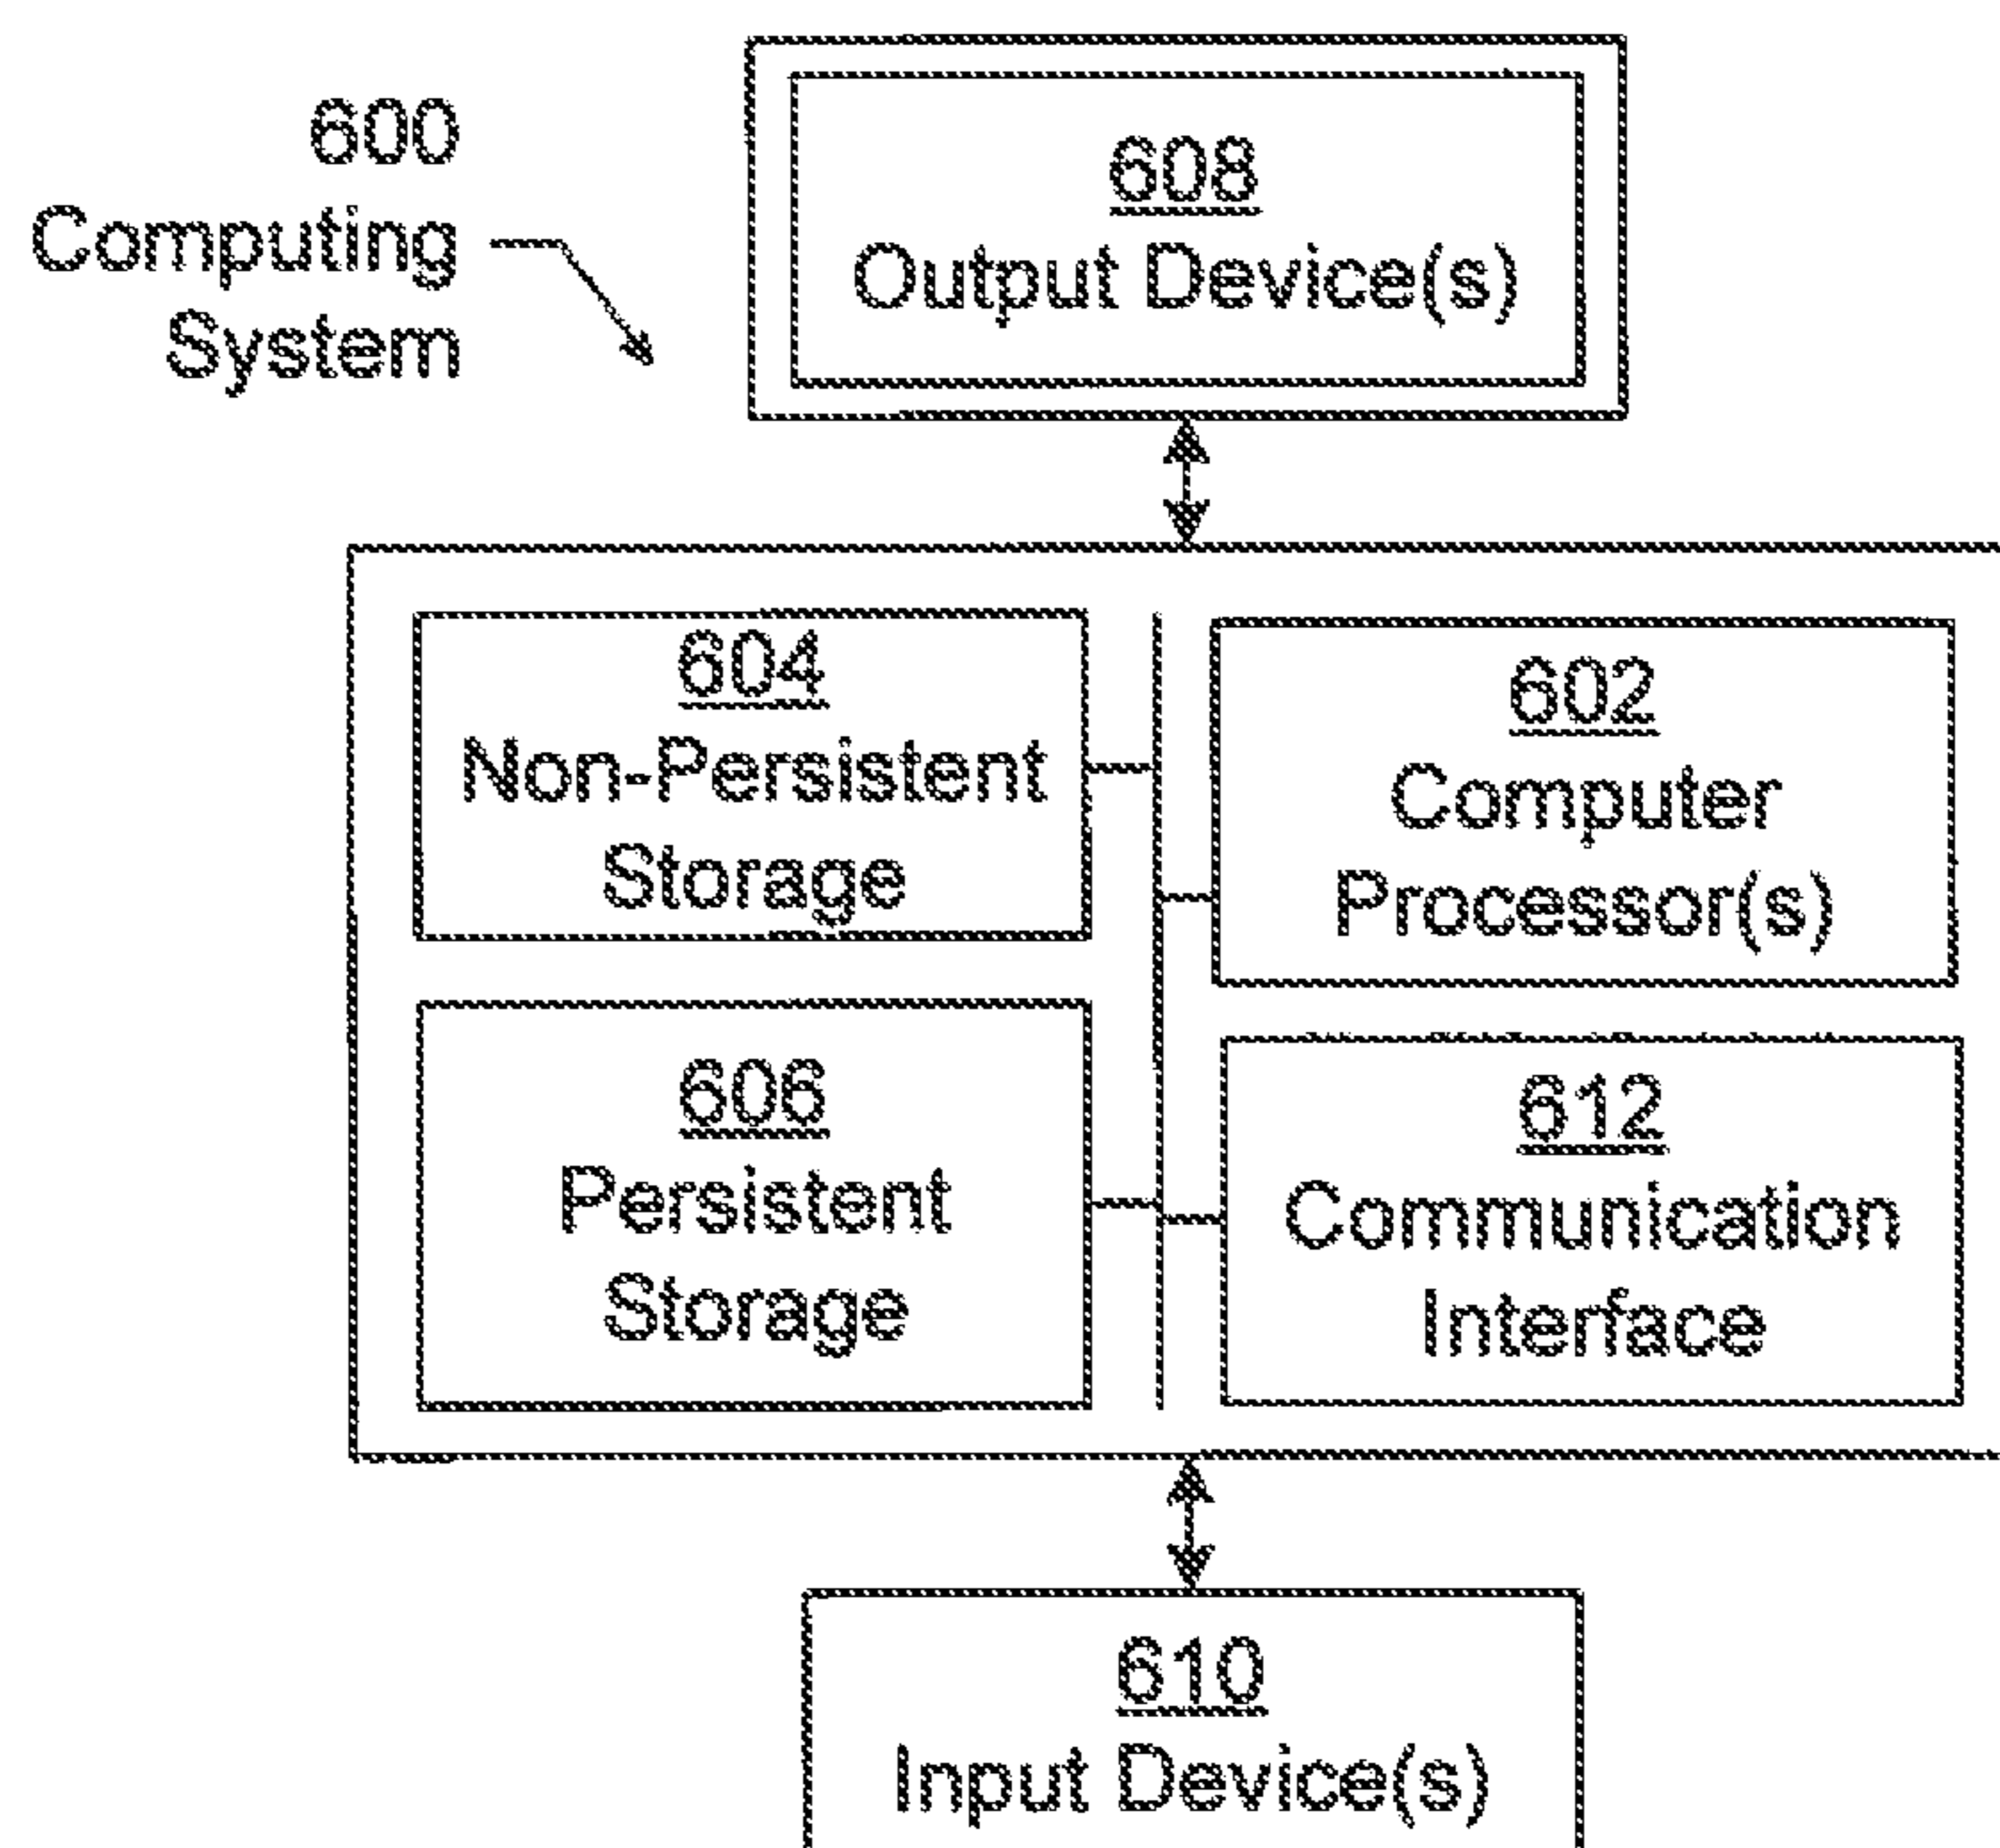 600
Computing
System
608
Output Device(s)
604
Non-Persistent
Storage
602
Computer
Processor(s)
606
Persistent
Storage
612
Communication
Interface
610
Input Device(s)